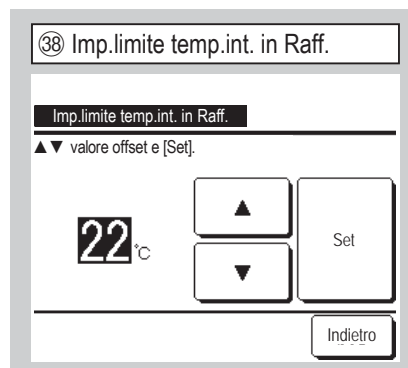 ㊳ Imp.limite temp.int. in Raff.
Imp.limite temp.int. in Raff.
▲▼ valore offset e [Set].
22°C
▲
Set
▼
Indietro